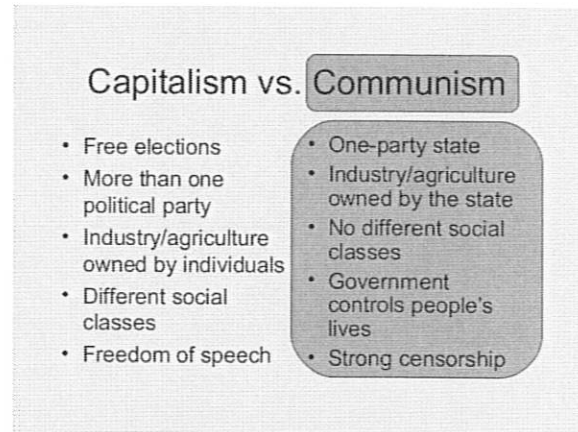 Capitalism vs. Communism
• Free elections
• More than one
political party
• Industry/agriculture
owned by individuals
• Different social
classes
• Freedom of speech
• One-party state
• Industry/agriculture
owned by the state
• No different social
classes
• Government
controls people's
lives
• Strong censorship